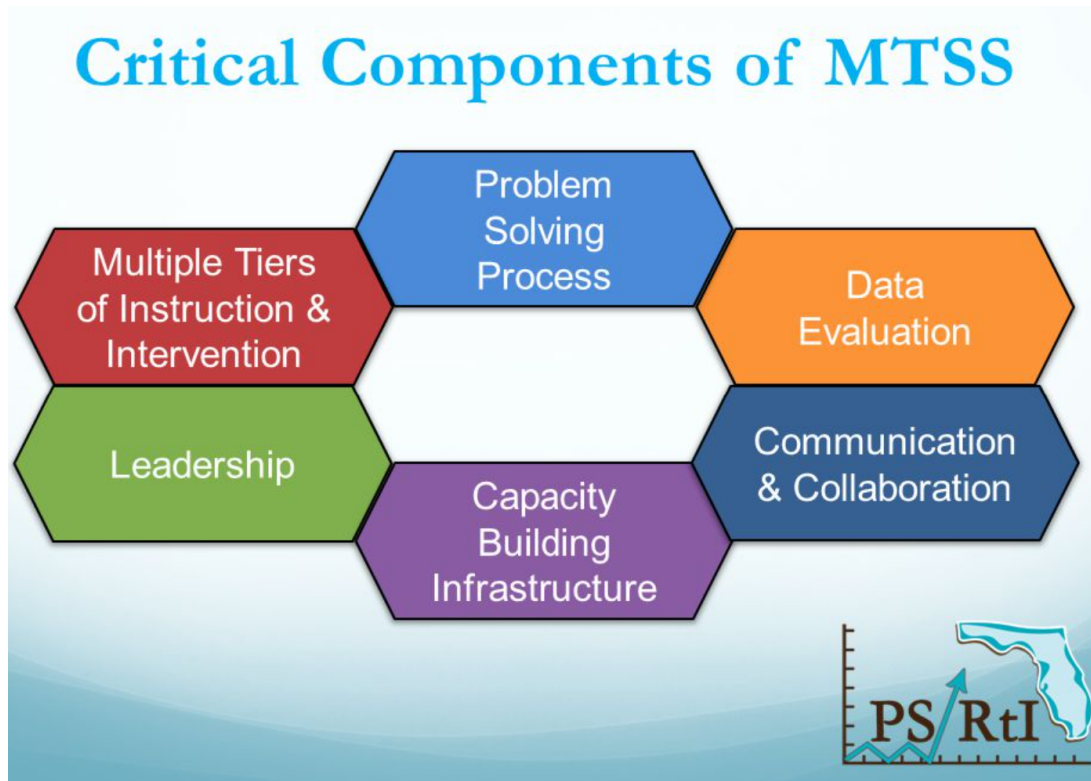 Critical Components of MTSS
Problem
Solving
Process
Multiple Tiers
of Instruction &
Intervention
Data
Evaluation
Leadership
Communication
& Collaboration
Capacity
Building
Infrastructure
PS/RtI